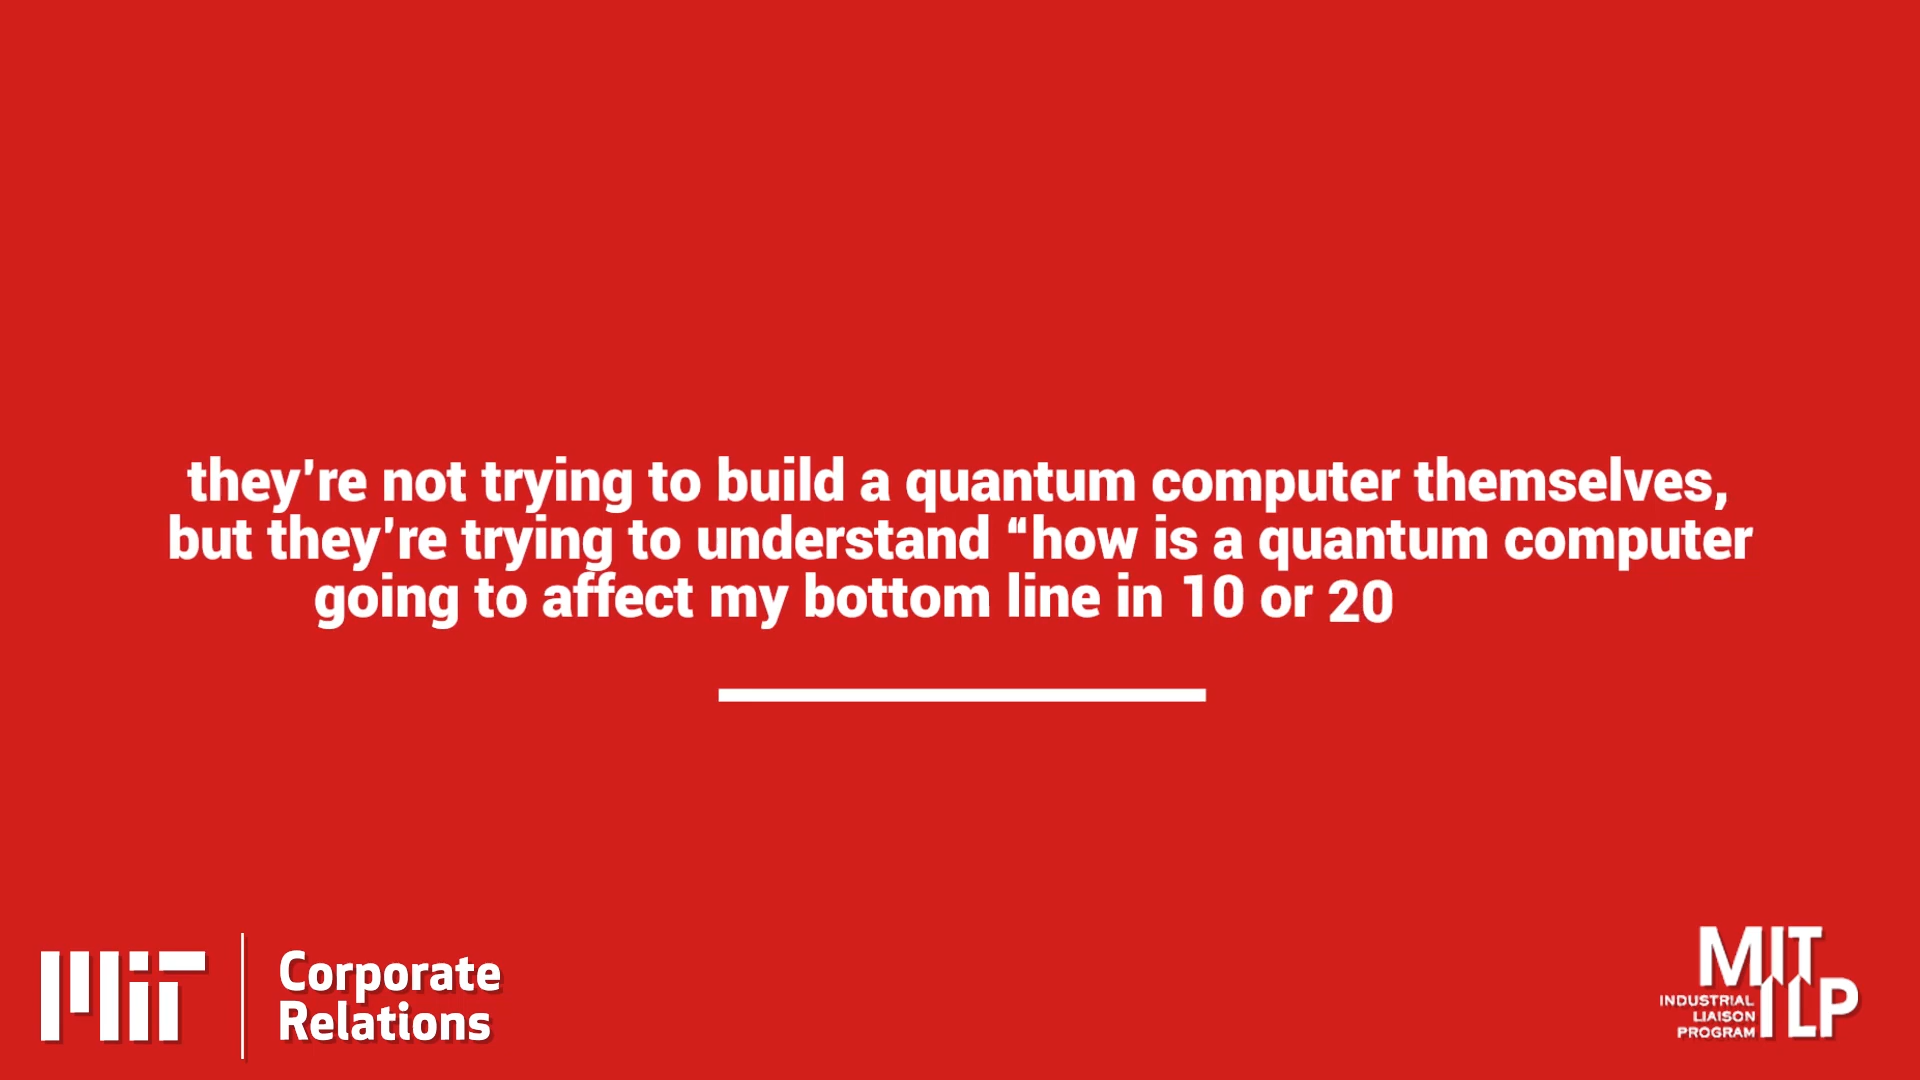 they're not trying to build a quantum computer themselves,
but they're trying to understand “how is a quantum computer
going to affect my bottom line in 10 or 20
MIT
Corporate
Relations
MIT
ILP
INDUSTRIAL
LIAISON
PROGRAM